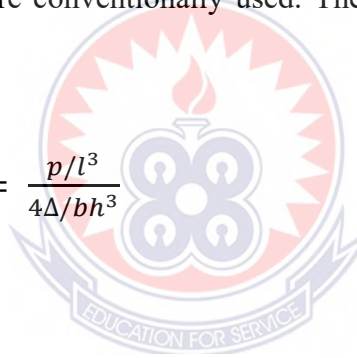 re conventionally used. The
= p/l³
4Δ/bh³
EDUCATION FOR SERVICE